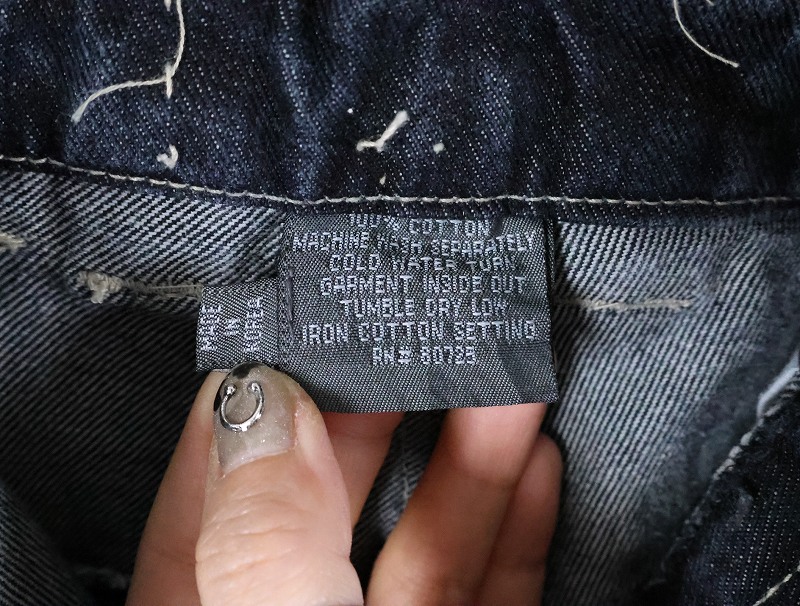 100% COTTON
MACHINE WASH SEPARATELY
COLD WATER TURN
GARMENT INSIDE OUT
TUMBLE DRY LOW
IRON COTTON SETTING
RN# 80725
MADE
IN
KOREA